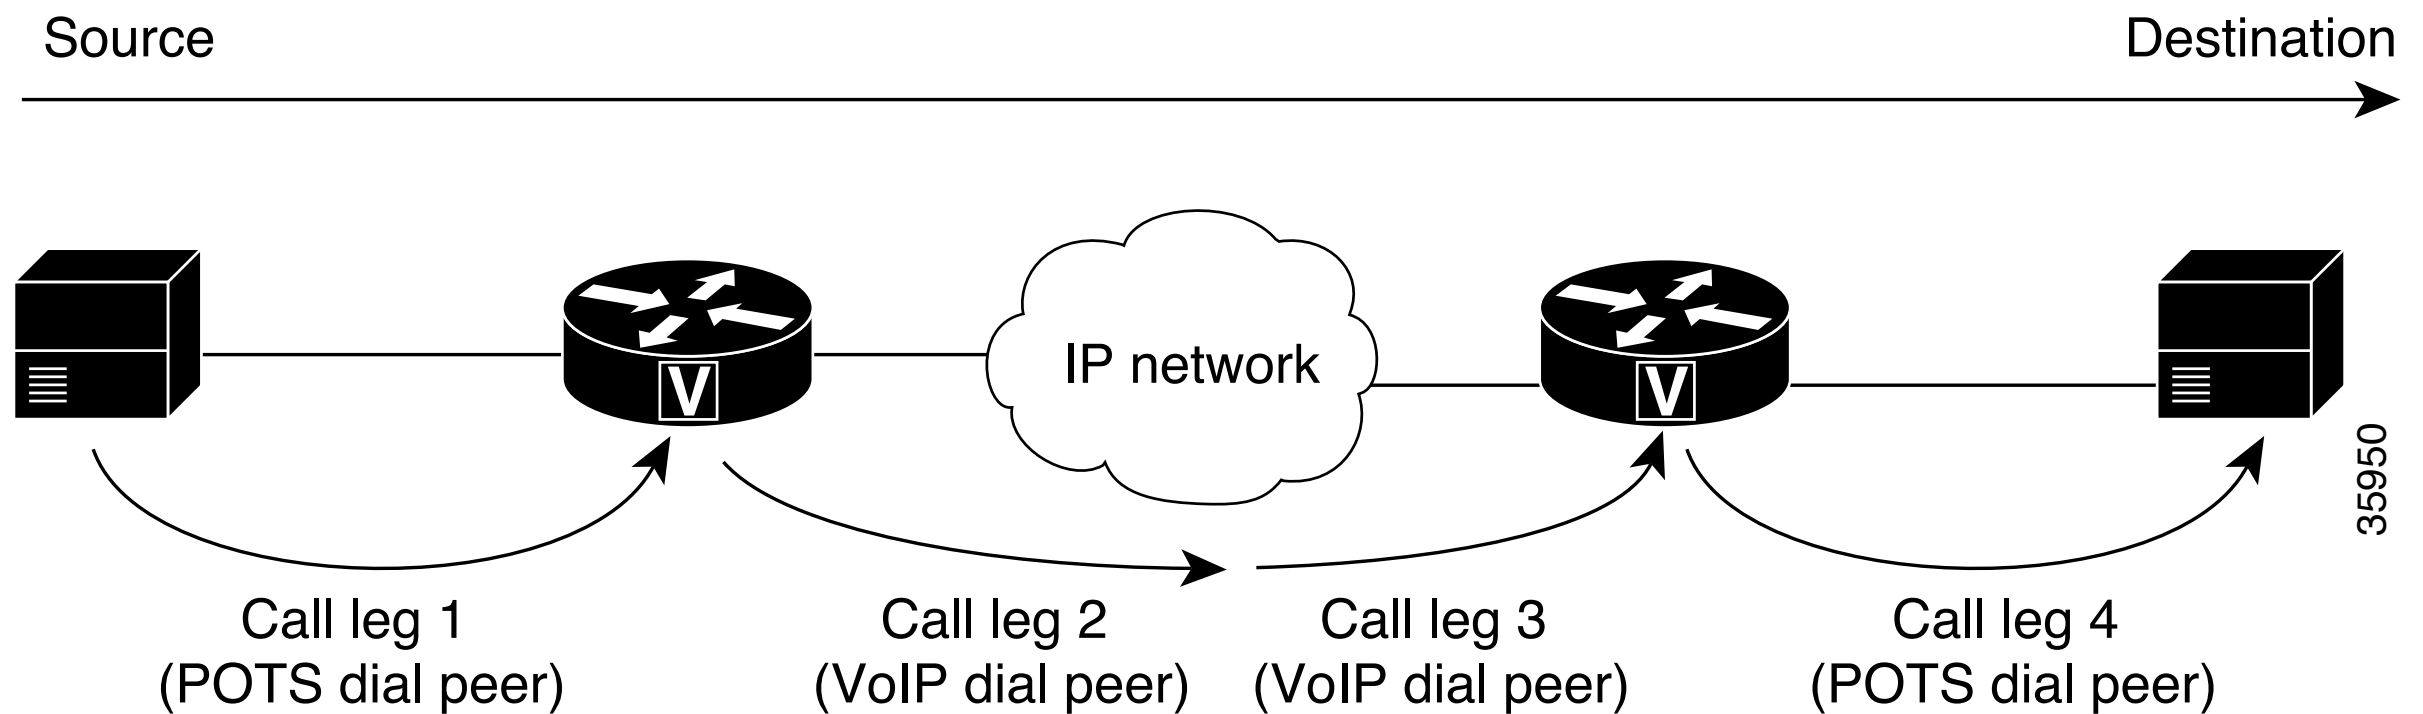 Source
Destination
IP network
V
V
35950
Call leg 1
(POTS dial peer)
Call leg 2
(VoIP dial peer)
Call leg 3
(VoIP dial peer)
Call leg 4
(POTS dial peer)